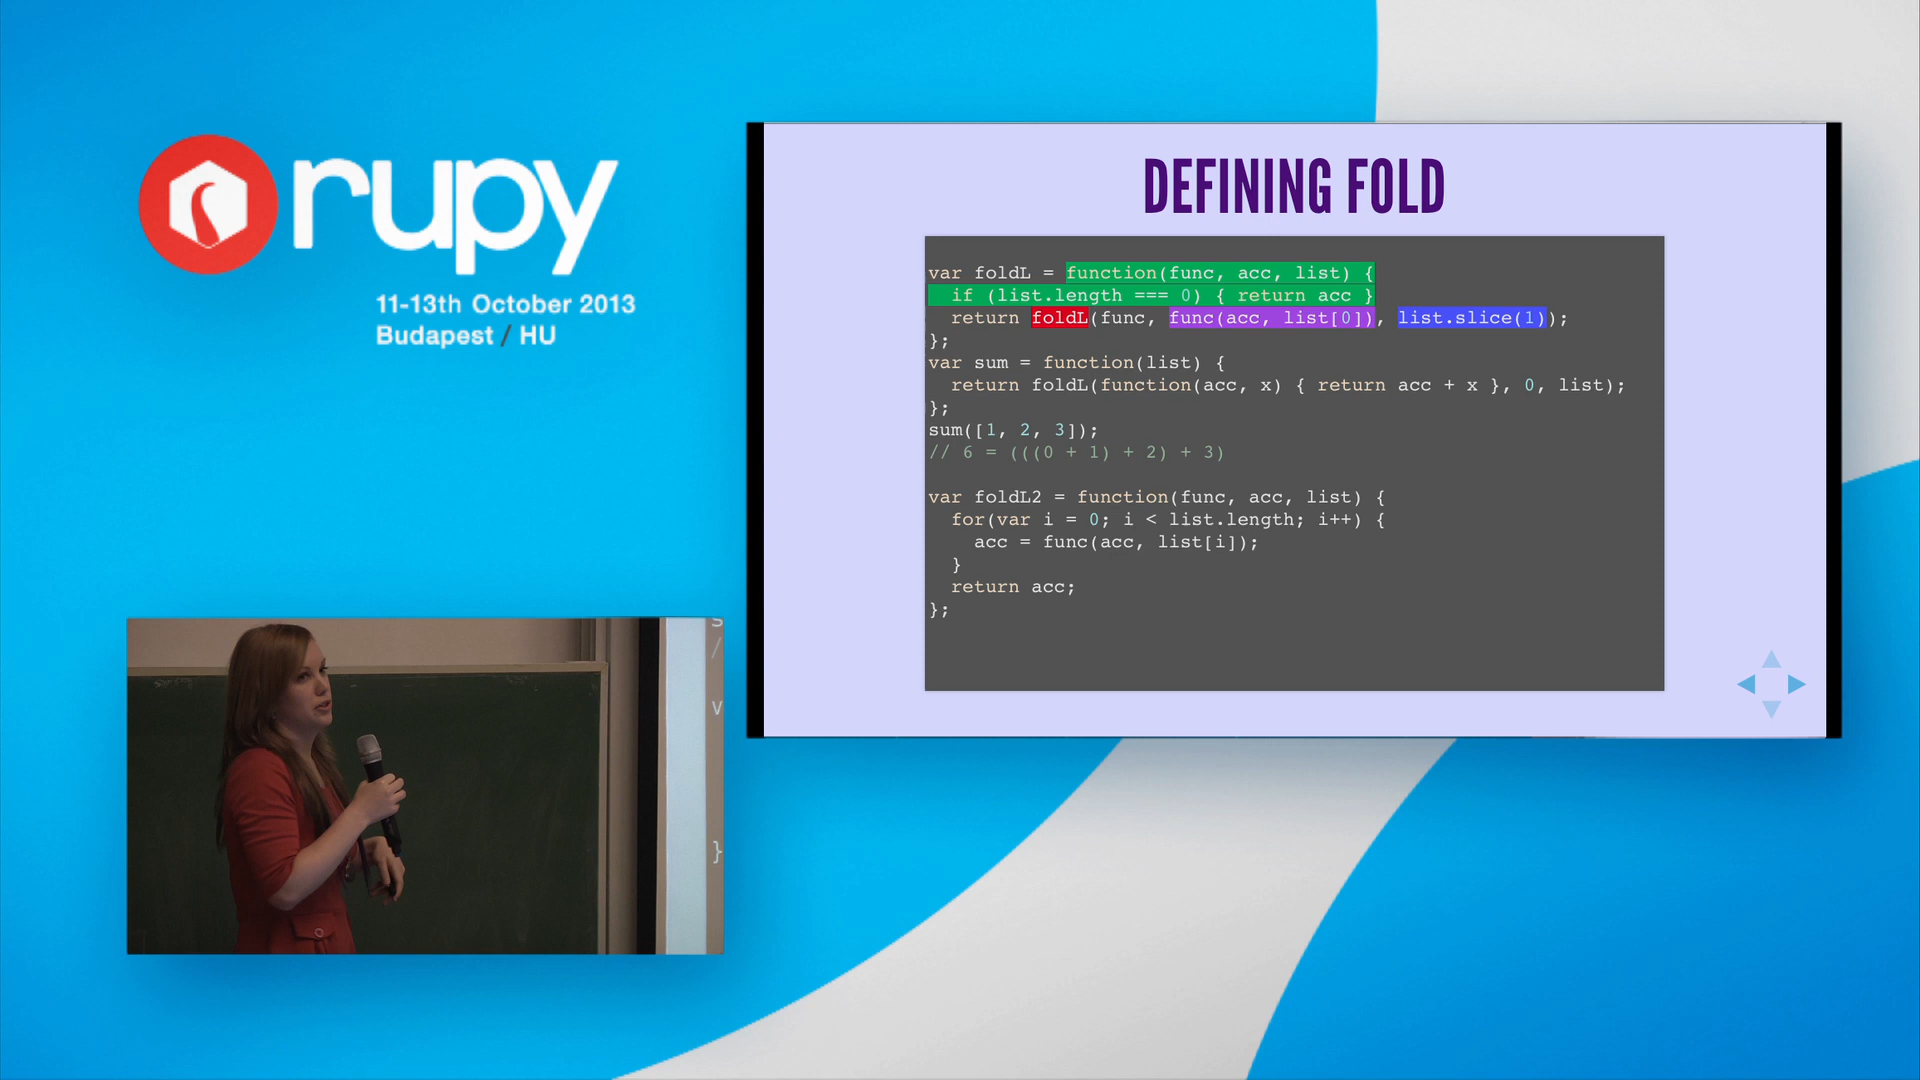 rupy
11-13th October 2013
Budapest / HU
DEFINING FOLD
var foldL = function(func, acc, list) {
  if (list.length === 0) { return acc }
  return foldL(func, func(acc, list[0]), list.slice(1));
};
var sum = function(list) {
  return foldL(function(acc, x) { return acc + x }, 0, list);
};
sum([1, 2, 3]);
// 6 = (((0 + 1) + 2) + 3)
var foldL2 = function(func, acc, list) {
  for(var i = 0; i < list.length; i++) {
    acc = func(acc, list[i]);
  }
  return acc;
};
s
/
v
}